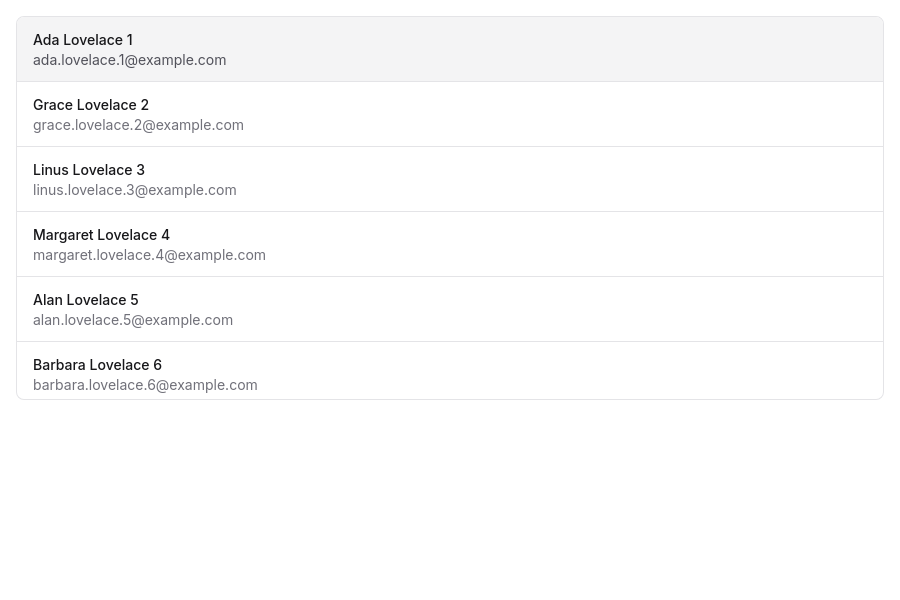 Ada Lovelace 1
ada.lovelace.1@example.com
Grace Lovelace 2
grace.lovelace.2@example.com
Linus Lovelace 3
linus.lovelace.3@example.com
Margaret Lovelace 4
margaret.lovelace.4@example.com
Alan Lovelace 5
alan.lovelace.5@example.com
Barbara Lovelace 6
barbara.lovelace.6@example.com